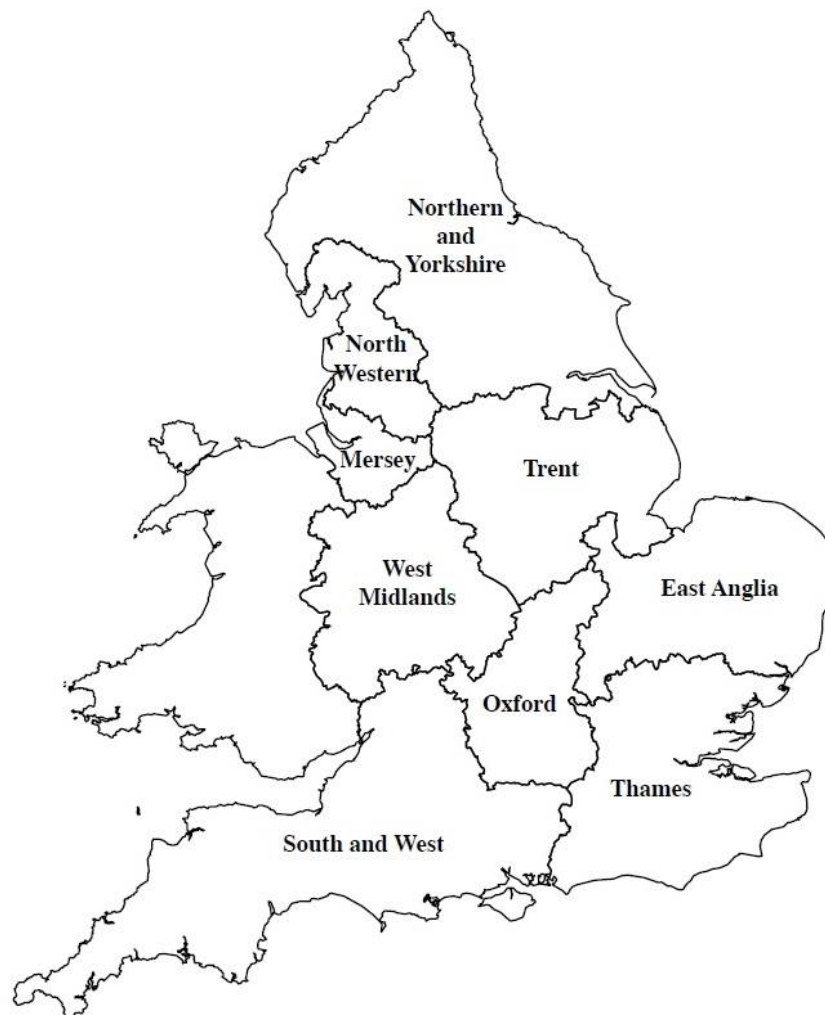 Northern
and
Yorkshire
North
Western
Mersey
Trent
West
Midlands
East Anglia
Oxford
Thames
South and West